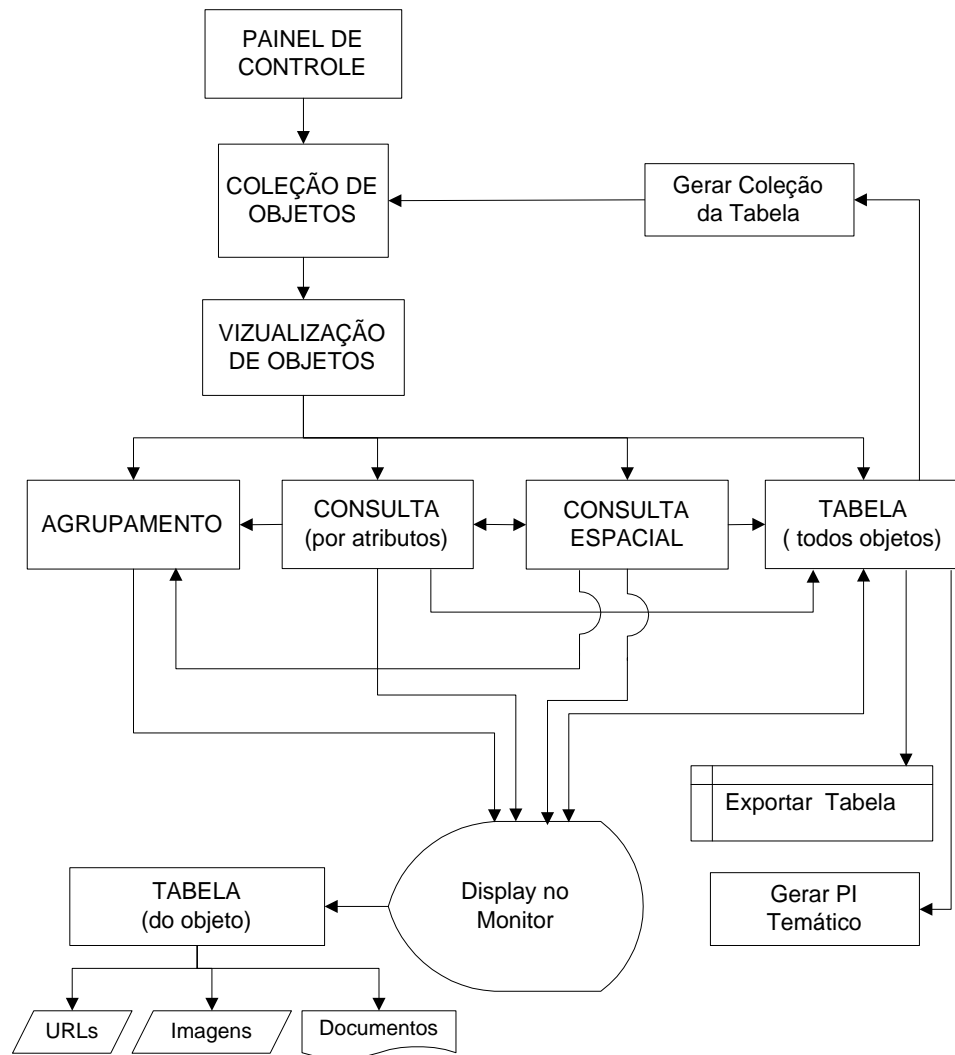 PAINEL DE
CONTROLE
COLEÇÃO DE
OBJETOS
Gerar Coleção
da Tabela
VIZUALIZAÇÃO
DE OBJETOS
AGRUPAMENTO
CONSULTA
(por atributos)
CONSULTA
ESPACIAL
TABELA
( todos objetos)
Exportar Tabela
Gerar PI
Temático
Display no
Monitor
TABELA
(do objeto)
URLs
Imagens
Documentos